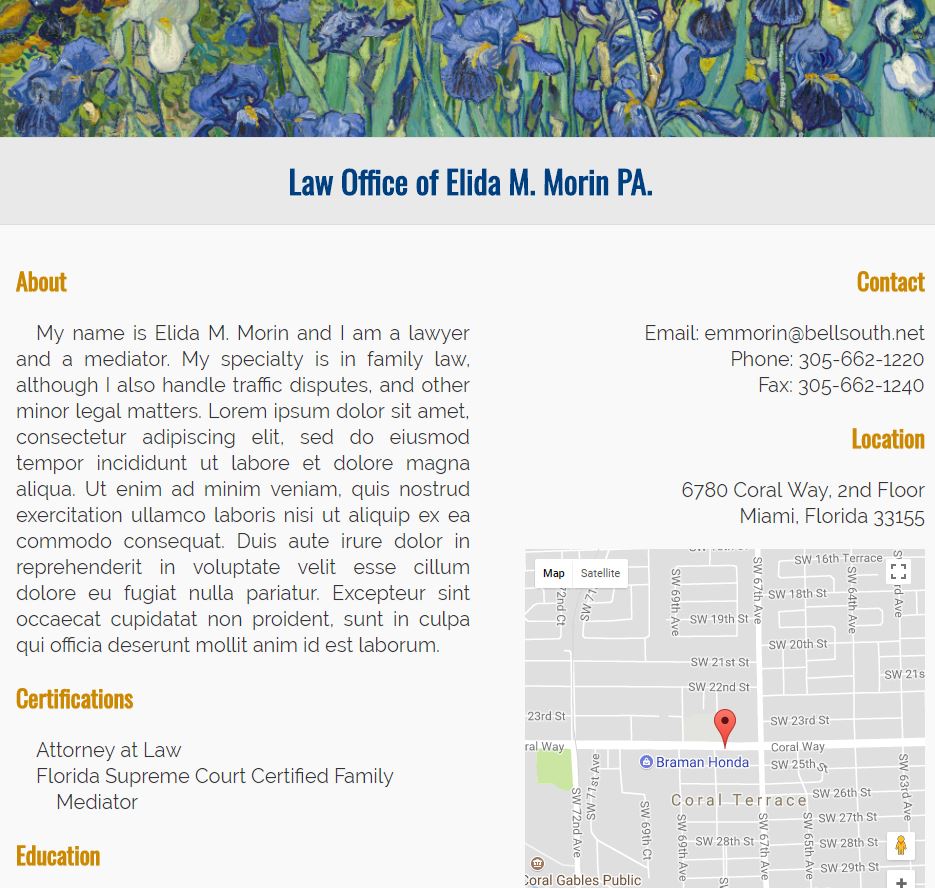 Law Office of Elida M. Morin PA.
About
My name is Elida M. Morin and I am a lawyer
and a mediator. My specialty is in family law,
although I also handle traffic disputes, and other
minor legal matters. Lorem ipsum dolor sit amet,
consectetur adipiscing elit, sed do eiusmod
tempor incididunt ut labore et dolore magna
aliqua. Ut enim ad minim veniam, quis nostrud
exercitation ullamco laboris nisi ut aliquip ex ea
commodo consequat. Duis aute irure dolor in
reprehenderit in voluptate velit esse cillum
dolore eu fugiat nulla pariatur. Excepteur sint
occaecat cupidatat non proident, sunt in culpa
qui officia deserunt mollit anim id est laborum.
Certifications
Attorney at Law
Florida Supreme Court Certified Family
Mediator
Education
Contact
Email: emmorin@bellsouth.net
Phone: 305-662-1220
Fax: 305-662-1240
Location
6780 Coral Way, 2nd Floor
Miami, Florida 33155
Map Satellite
SW 16th Terrace
SW 67th Ave
SW 69th Ave
SW 64th Ave
SW 18th St
SW 19th St
SW 20th St
SW 21st St
SW 21s
SW 22nd St
23rd St
SW 23rd St
ral Way
Coral Way
Braman Honda
SW 25th St
SW 71st Ave
SW 72nd Ave
SW 63rd Ave
SW 26th St
Coral Terrace
SW 69th Ct
SW 69th Ave
SW 67th Ave
SW 65th Ave
SW 27th St
SW 28th St
SW 28th St
SW 29th St
Coral Gables Public